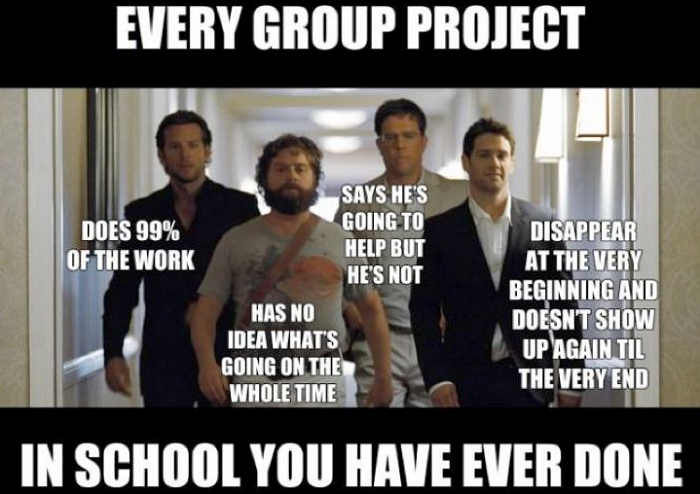 EVERY GROUP PROJECT
DOES 99%
OF THE WORK
HAS NO
IDEA WHAT'S
GOING ON THE
WHOLE TIME
SAYS HE'S
GOING TO
HELP BUT
HE'S NOT
DISAPPEAR
AT THE VERY
BEGINNING AND
DOESN'T SHOW
UP AGAIN TIL
THE VERY END
IN SCHOOL YOU HAVE EVER DONE